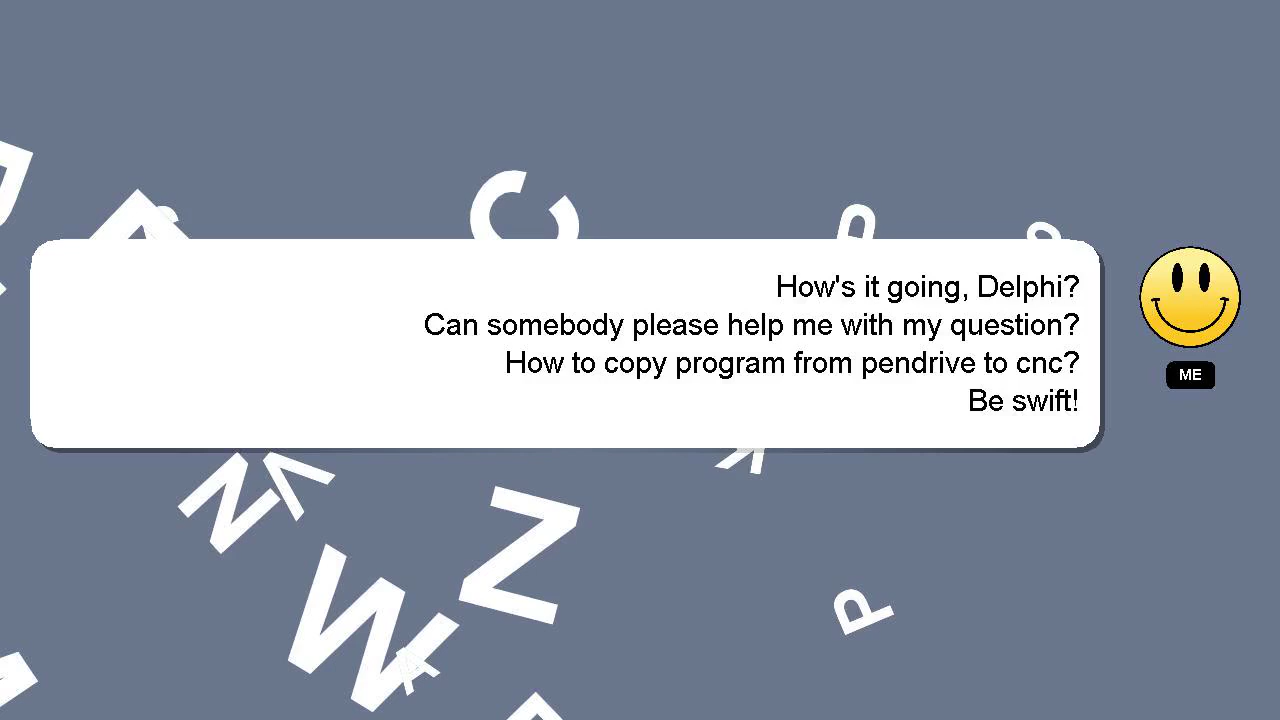 How's it going, Delphi?
Can somebody please help me with my question?
How to copy program from pendrive to cnc?
Be swift!
ME
C
N
Z
W
A
P